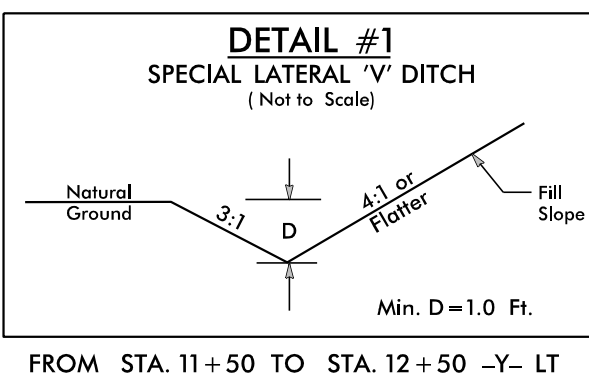 DETAIL #1
SPECIAL LATERAL 'V' DITCH
( Not to Scale)
Natural
Ground
3:1
D
4:1 or
Flatter
Fill
Slope
Min. D=1.0 Ft.
FROM STA. 11+50 TO STA. 12+50 -Y- LT